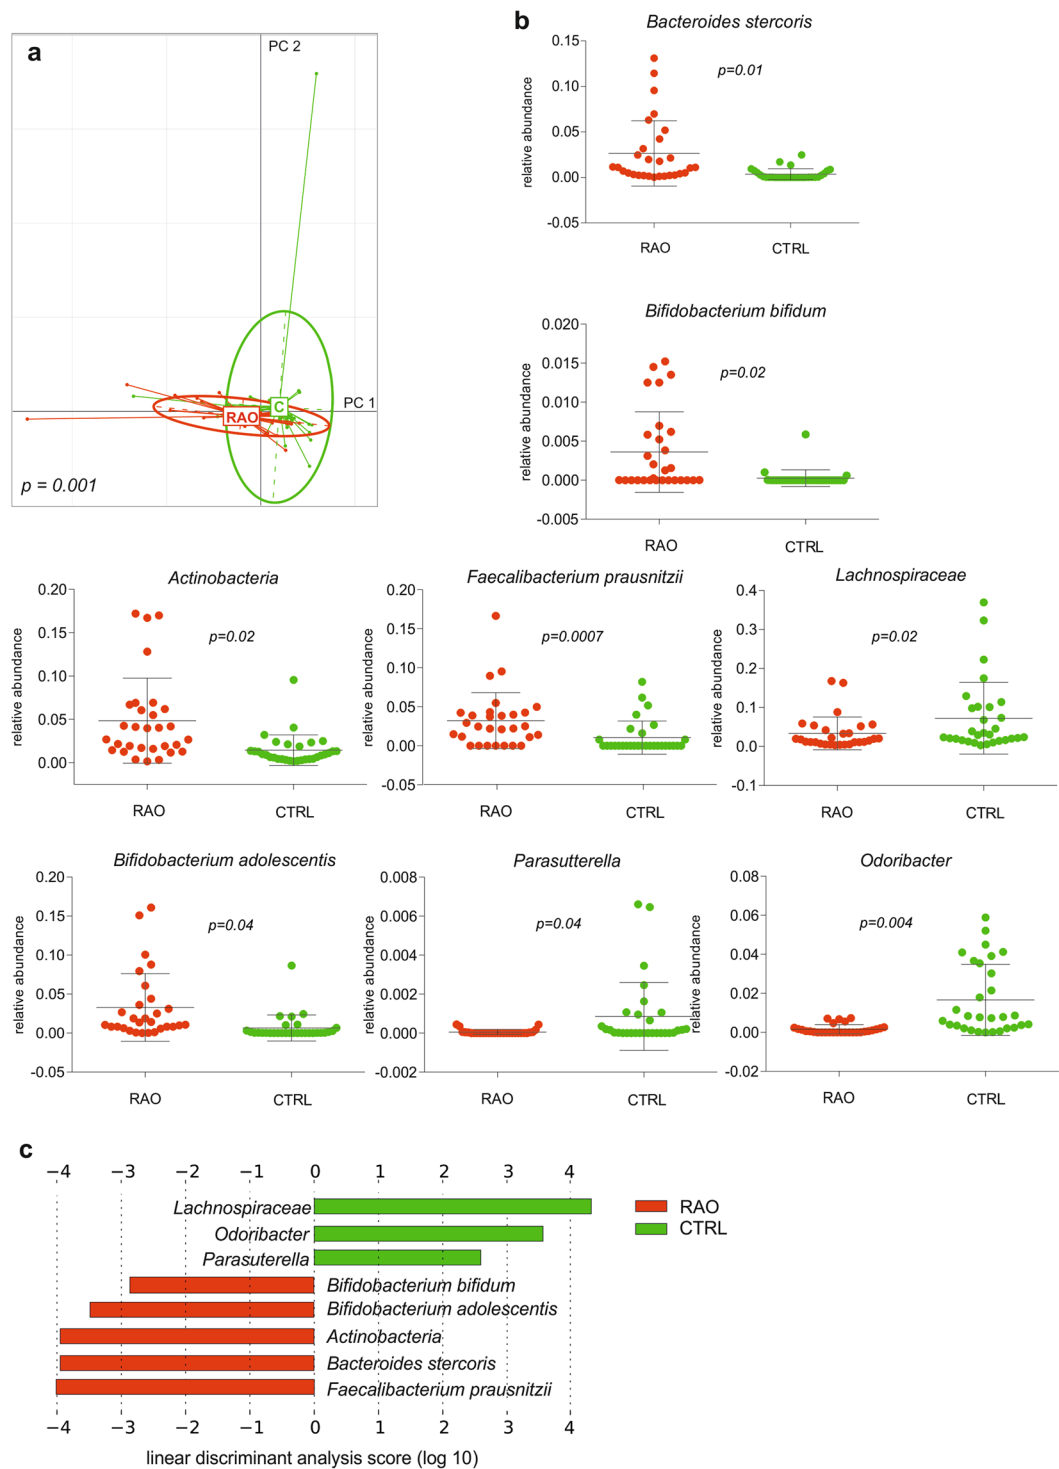 a
PC 2
PC 1
RAO
C
p = 0.001
b
Bacteroides stercoris
p=0.01
relative abundance
0.15
0.10
0.05
0.00
-0.05
RAO
CTRL
Bifidobacterium bifidum
p=0.02
relative abundance
0.020
0.015
0.010
0.005
0.000
-0.005
RAO
CTRL
Actinobacteria
p=0.02
relative abundance
0.20
0.15
0.10
0.05
0.00
RAO
CTRL
Faecalibacterium prausnitzii
p=0.0007
relative abundance
0.20
0.15
0.10
0.05
0.00
-0.05
RAO
CTRL
Lachnospiraceae
p=0.02
relative abundance
0.4
0.3
0.2
0.1
0.0
-0.1
RAO
CTRL
Bifidobacterium adolescentis
p=0.04
relative abundance
0.20
0.15
0.10
0.05
0.00
-0.05
RAO
CTRL
Parasutterella
p=0.04
relative abundance
0.008
0.006
0.004
0.002
0.000
-0.002
RAO
CTRL
Odoribacter
p=0.004
relative abundance
0.08
0.06
0.04
0.02
0.00
-0.02
RAO
CTRL
c
−4 −3 −2 −1 0 1 2 3 4
Lachnospiraceae
Odoribacter
Parasuterella
Bifidobacterium bifidum
Bifidobacterium adolescentis
Actinobacteria
Bacteroides stercoris
Faecalibacterium prausnitzii
−4 −3 −2 −1 0 1 2 3 4
linear discriminant analysis score (log 10)
RAO
CTRL